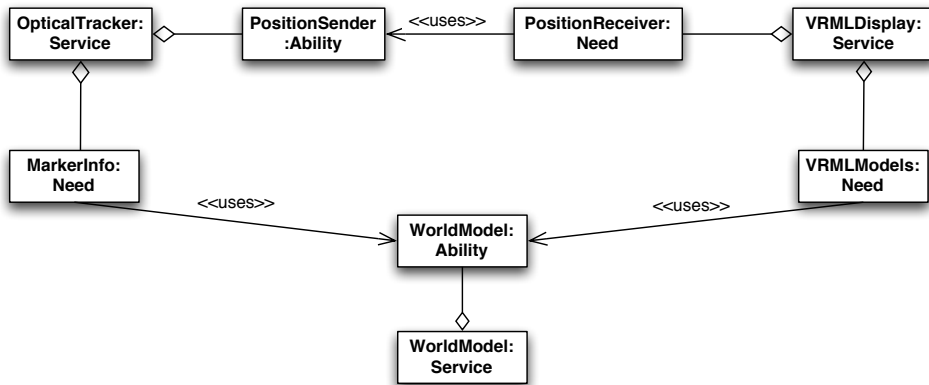 OpticalTracker:
Service
PositionSender
:Ability
<<uses>>
PositionReceiver:
Need
VRMLDisplay:
Service
MarkerInfo:
Need
VRMLModels:
Need
<<uses>>
<<uses>>
WorldModel:
Ability
WorldModel:
Service